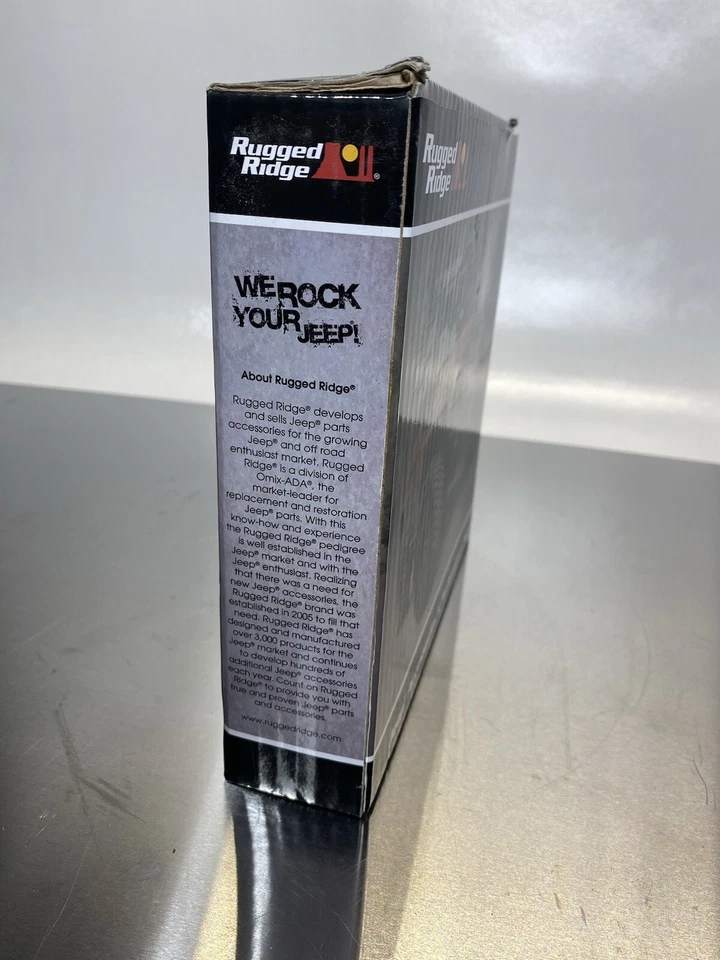 Rugged
Ridge
®
Rugged
Ridge
WE ROCK
YOUR JEEP!
About Rugged Ridge®
Rugged Ridge® develops
and sells Jeep® parts
accessories for the growing
Jeep® and off road
enthusiast market. Rugged
Ridge® is a division of
Omix-ADA®, the
market-leader for
replacement and restoration
Jeep® parts. With this
know-how and experience
the Rugged Ridge® pedigree
is well established in the
Jeep® market and with the
Jeep® enthusiast. Realizing
that there was a need for
new Jeep® accessories, the
Rugged Ridge® brand was
established in 2005 to fill that
need. Rugged Ridge® has
designed and manufactured
over 3,000 products for the
Jeep® market and continues
to develop hundreds of
additional Jeep® accessories
each year. Count on Rugged
Ridge® to provide you with
true and proven Jeep® parts
and accessories.
www.ruggedridge.com